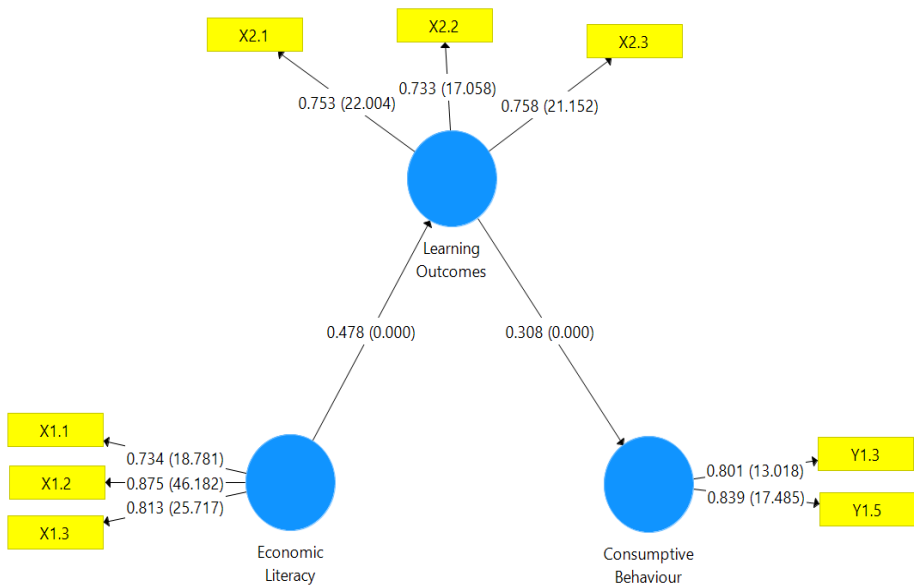 X2.1
X2.2
X2.3
0.753 (22.004)
0.733 (17.058)
0.758 (21.152)
Learning
Outcomes
0.478 (0.000)
0.308 (0.000)
X1.1
X1.2
X1.3
0.734 (18.781)
0.875 (46.182)
0.813 (25.717)
Economic
Literacy
0.801 (13.018)
0.839 (17.485)
Y1.3
Y1.5
Consumptive
Behaviour